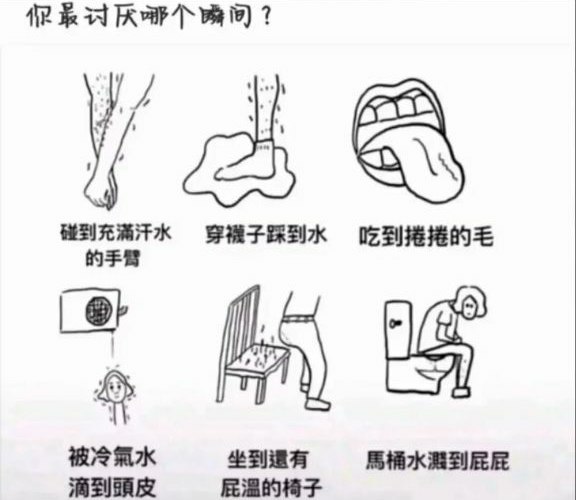 你最讨厌哪个瞬间？
碰到充滿汗水
的手臂
穿襪子踩到水
吃到捲捲的毛
被冷氣水
滴到頭皮
坐到還有
屁溫的椅子
馬桶水濺到屁屁